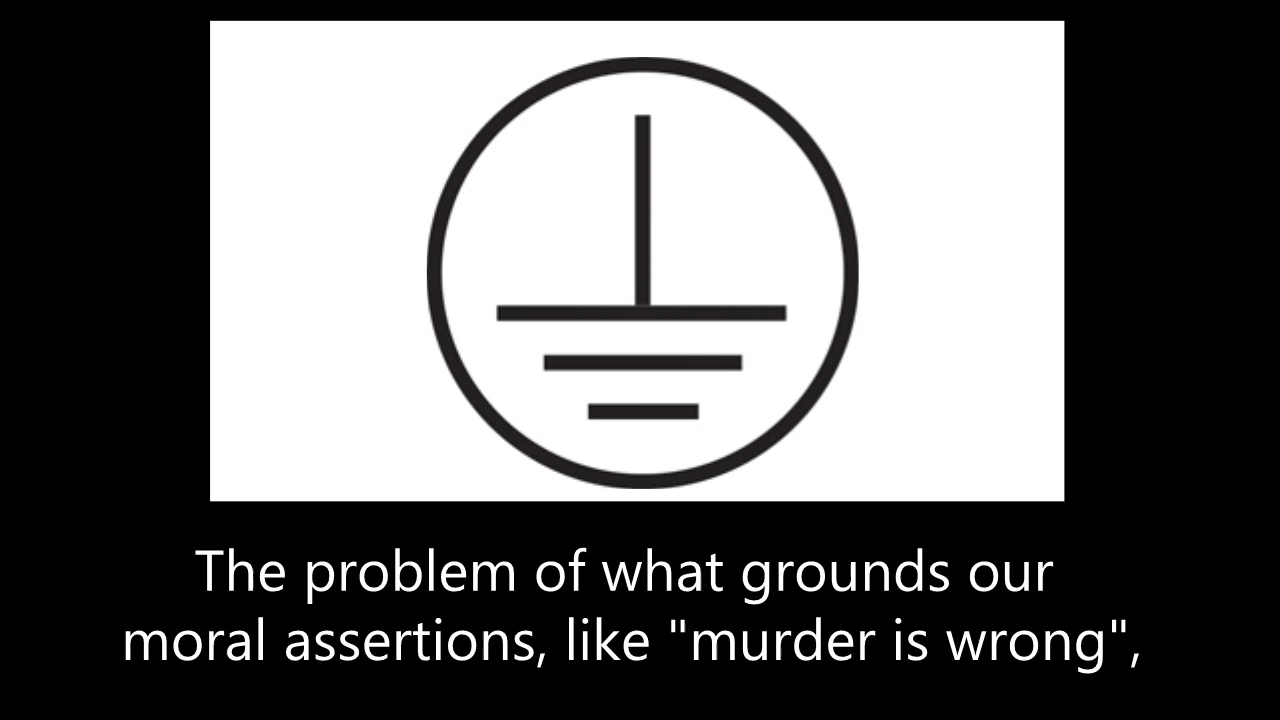 The problem of what grounds our
moral assertions, like "murder is wrong",